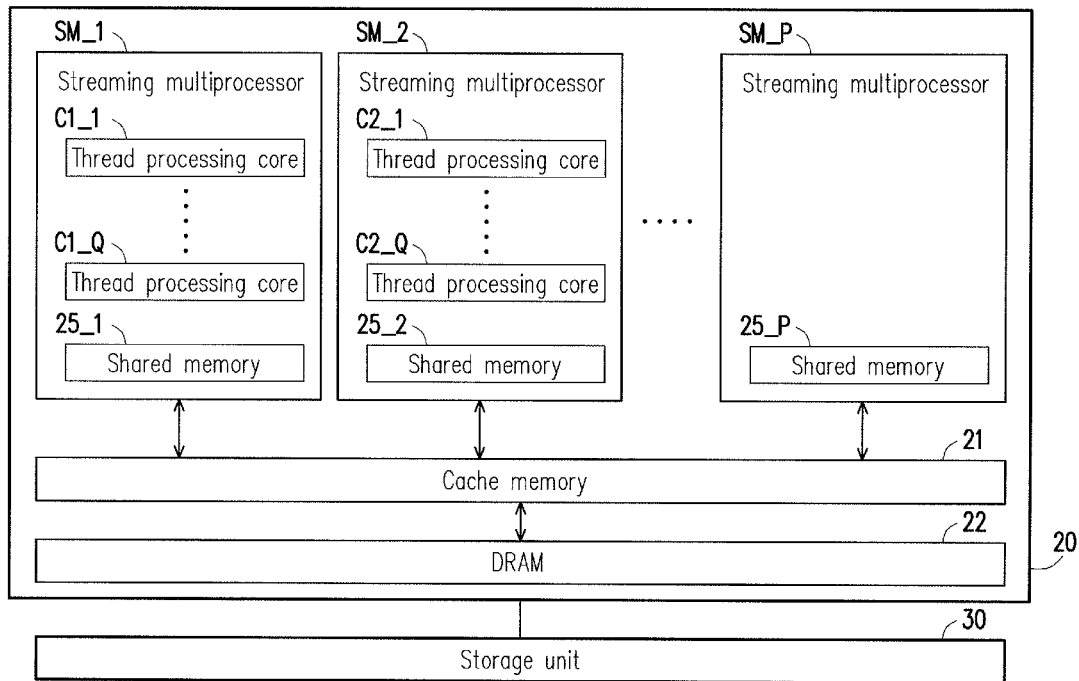 SM_1
SM_2
SM_P
Streaming multiprocessor
Streaming multiprocessor
Streaming multiprocessor
C1_1
C2_1
Thread processing core
Thread processing core
C1_Q
C2_Q
Thread processing core
Thread processing core
25_1
25_2
25_P
Shared memory
Shared memory
Shared memory
21
Cache memory
22
DRAM
20
30
Storage unit